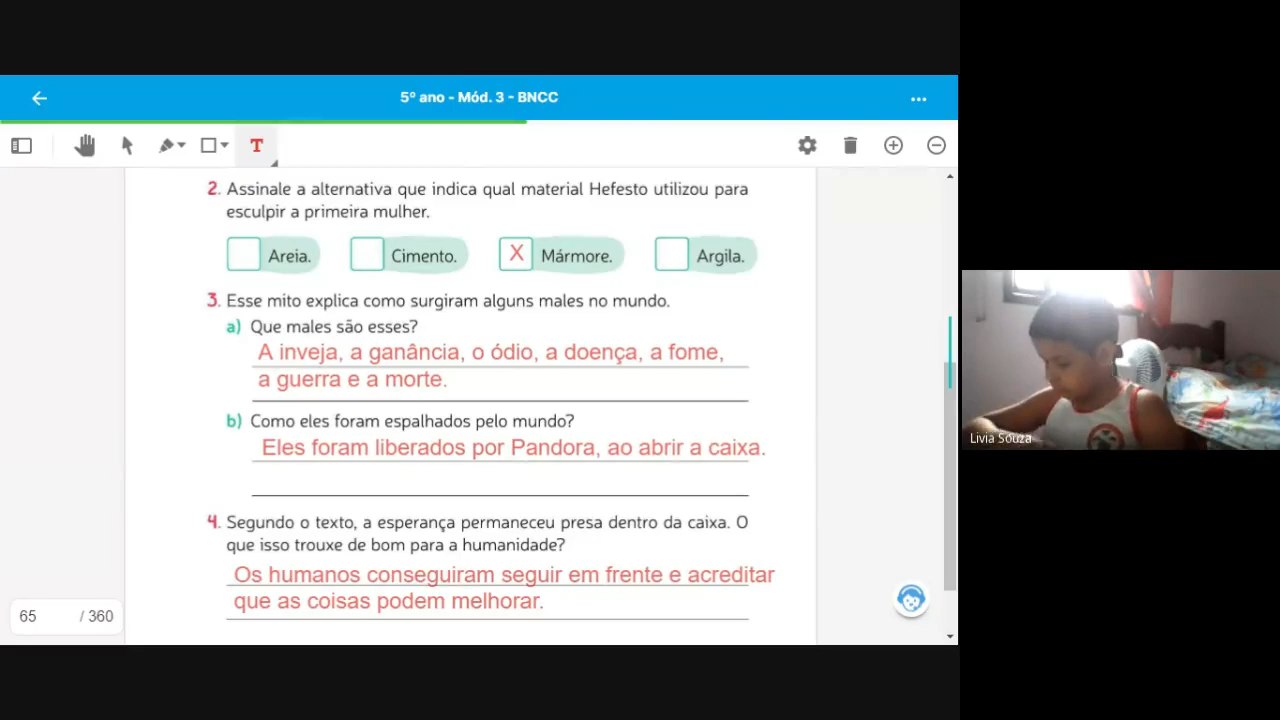 5º ano - Mód. 3 - BNCC
T
2. Assinale a alternativa que indica qual material Hefesto utilizou para
esculpir a primeira mulher.
Areia.
Cimento.
X Mármore.
Argila.
3. Esse mito explica como surgiram alguns males no mundo.
a) Que males são esses?
A inveja, a ganância, o ódio, a doença, a fome,
a guerra e a morte.
b) Como eles foram espalhados pelo mundo?
Eles foram liberados por Pandora, ao abrir a caixa.
4. Segundo o texto, a esperança permaneceu presa dentro da caixa. O
que isso trouxe de bom para a humanidade?
Os humanos conseguiram seguir em frente e acreditar
que as coisas podem melhorar.
65 / 360
Livia Souza